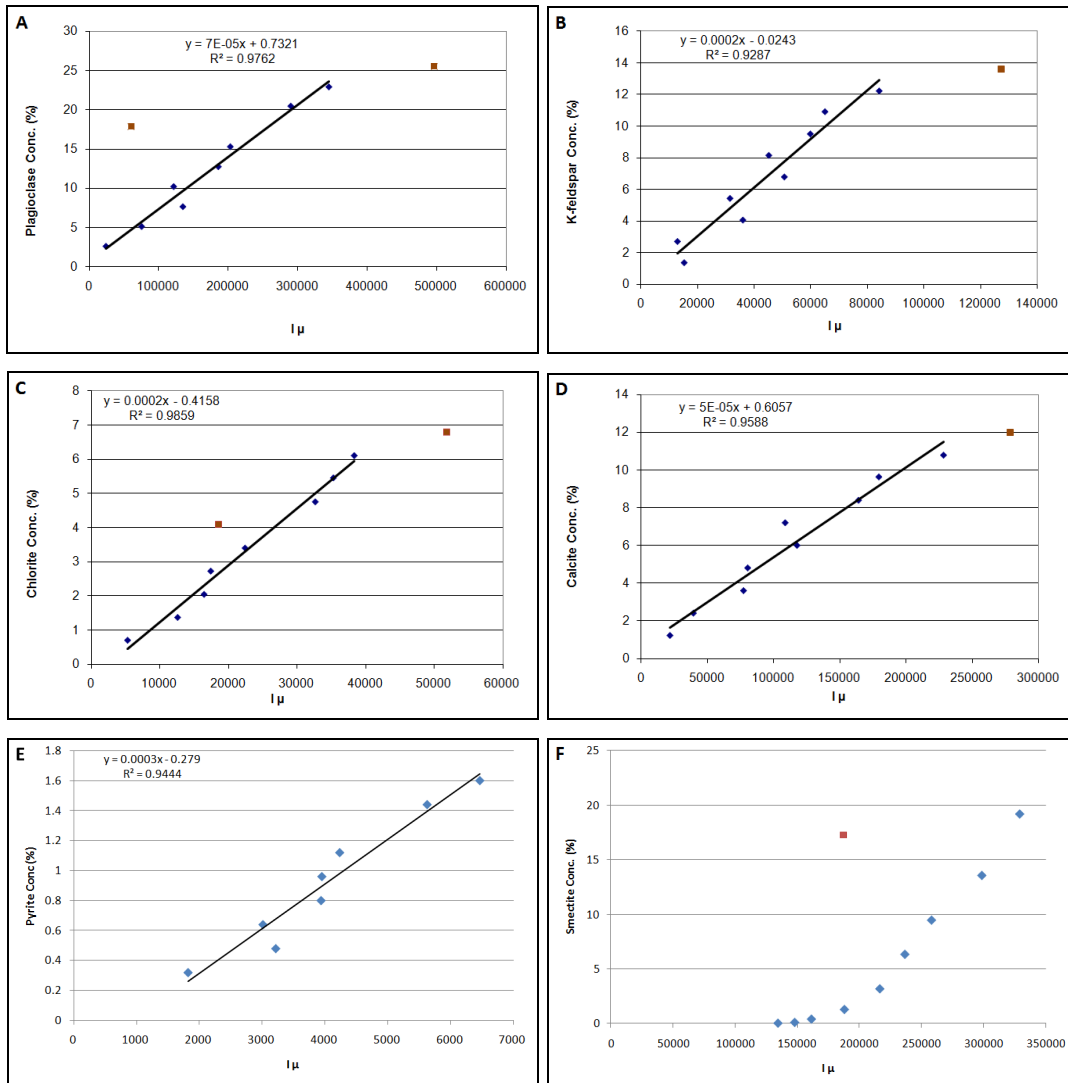 A
y = 7E-05x + 0.7321
R² = 0.9762
Plagioclase Conc. (%)
30
25
20
15
10
5
0
0 100000 200000 300000 400000 500000 600000
I µ
B
y = 0.0002x - 0.0243
R² = 0.9287
K-feldspar Conc. (%)
16
14
12
10
8
6
4
2
0
0 20000 40000 60000 80000 100000 120000 140000
I µ
C
y = 0.0002x - 0.4158
R² = 0.9859
Chlorite Conc. (%)
8
7
6
5
4
3
2
1
0
0 10000 20000 30000 40000 50000 60000
I µ
D
y = 5E-05x + 0.6057
R² = 0.9588
Calcite Conc. (%)
14
12
10
8
6
4
2
0
0 50000 100000 150000 200000 250000 300000
I µ
E
y = 0.0003x - 0.279
R² = 0.9444
Pyrite Conc (%)
1.8
1.6
1.4
1.2
1
0.8
0.6
0.4
0.2
0
0 1000 2000 3000 4000 5000 6000 7000
I µ
F
Smectite Conc. (%)
25
20
15
10
5
0
0 50000 100000 150000 200000 250000 300000 350000
I µ